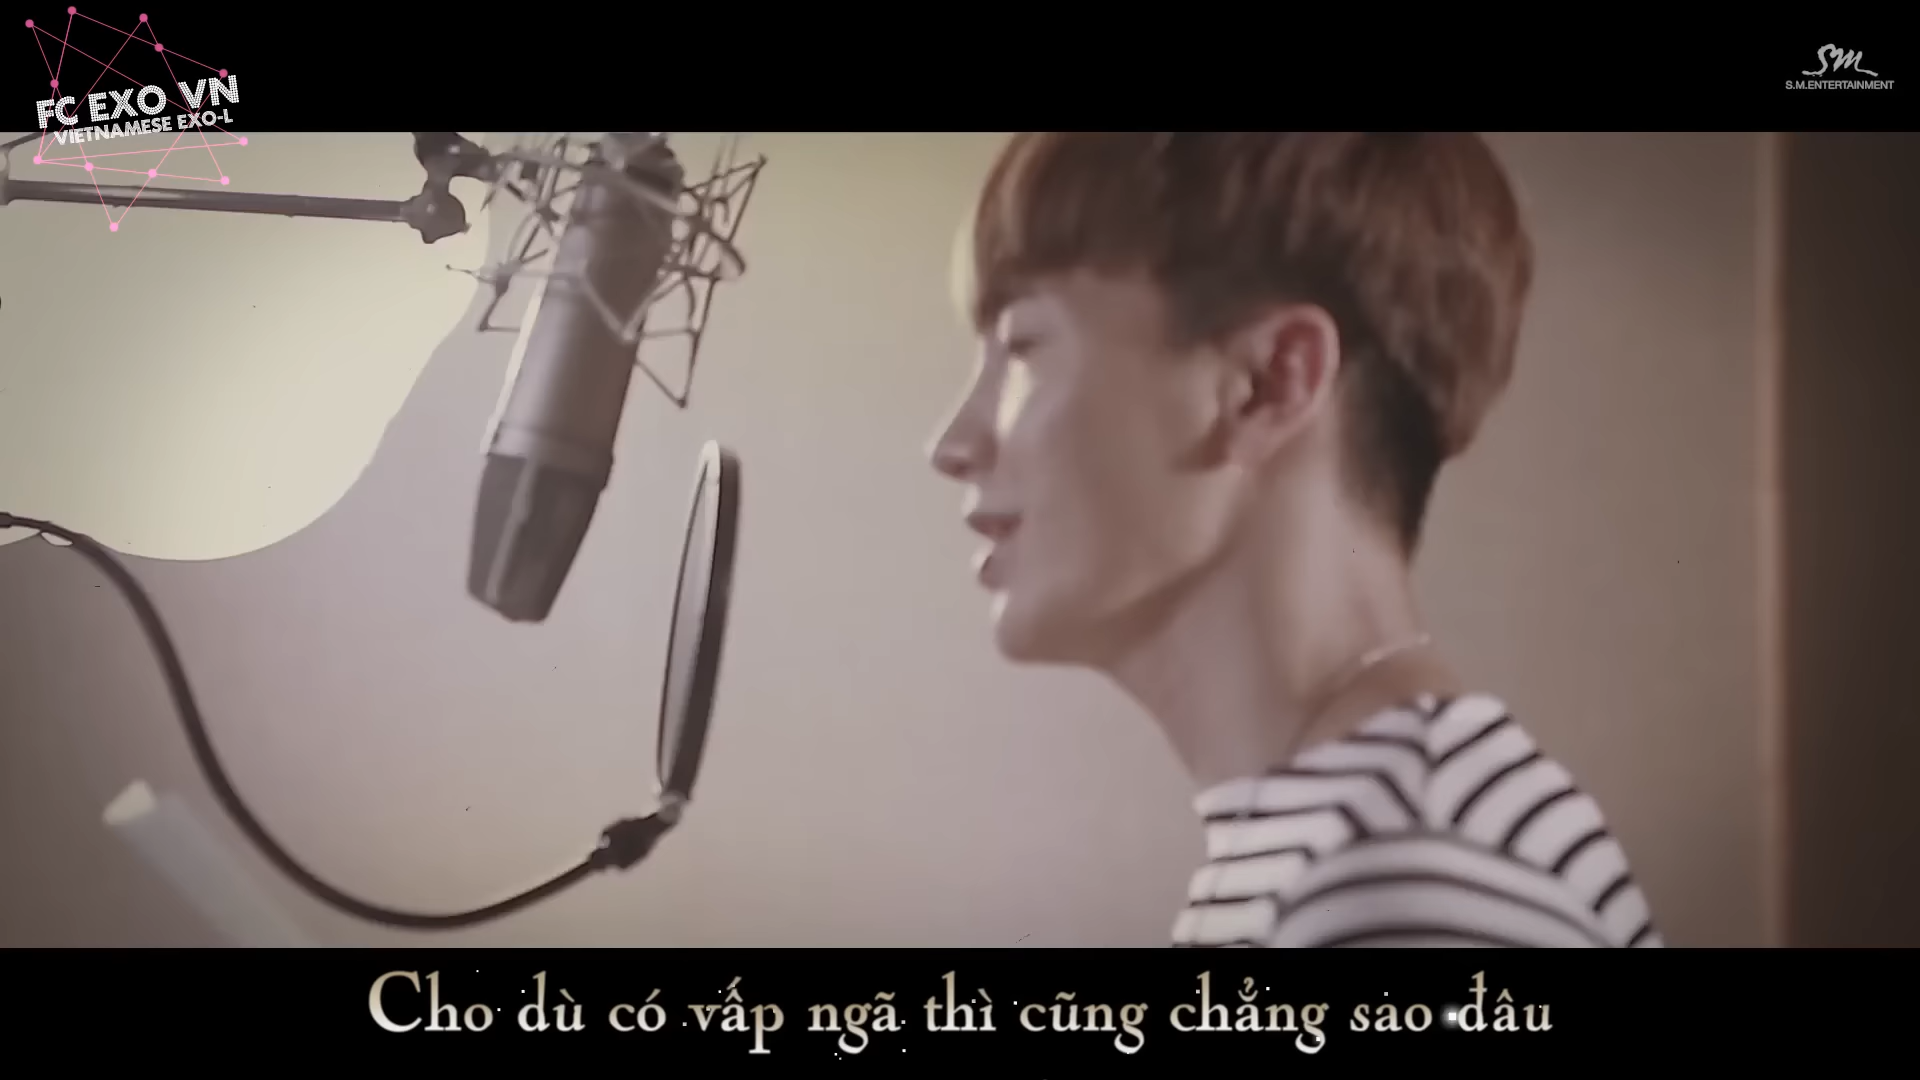 FC EXO VN
VIETNAMESE EXO-L
SM
S.M.ENTERTAINMENT
Cho dù có vấp ngã thì cũng chẳng sao đâu